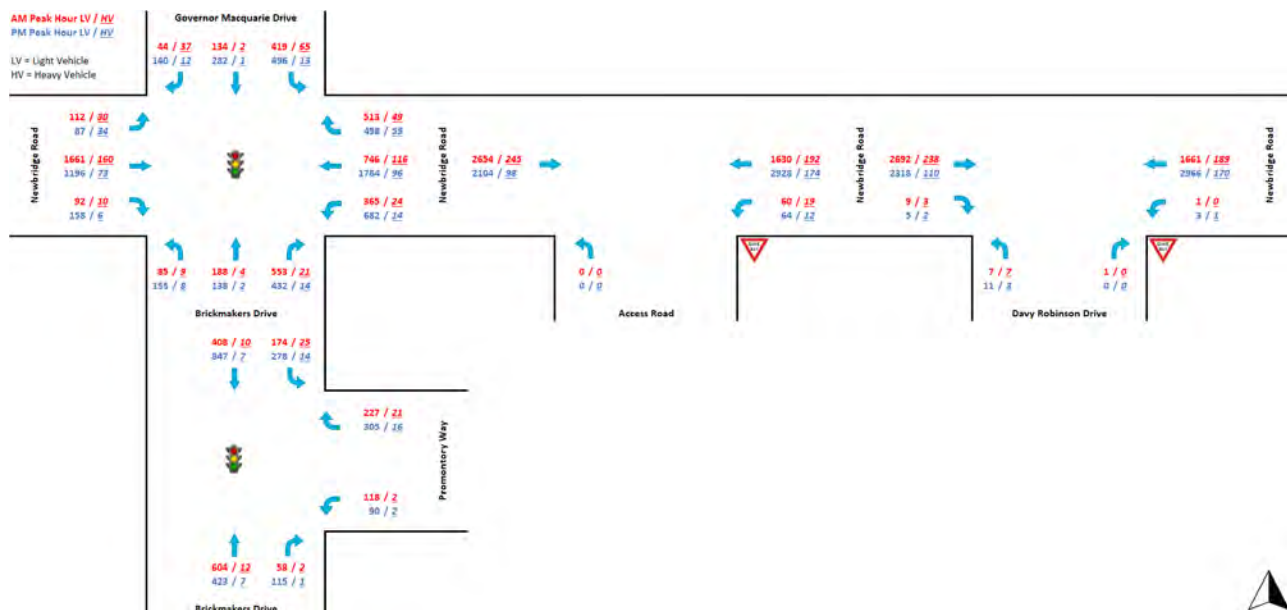 AM Peak Hour LV / HV
PM Peak Hour LV / HV
LV = Light Vehicle
HV = Heavy Vehicle
Governor Macquarie Drive
44 / 37 134 / 2 419 / 65
140 / 12 282 / 1 496 / 13
Newbridge Road
112 / 30
87 / 34
1661 / 160
1196 / 73
92 / 10
158 / 6
513 / 49
458 / 55
746 / 116
1784 / 96
365 / 24
682 / 14
Newbridge Road
2654 / 245
2104 / 98
1630 / 192
2928 / 174
60 / 19
64 / 12
Newbridge Road
2692 / 238
2318 / 110
9 / 3
5 / 2
1661 / 189
2966 / 170
1 / 0
3 / 1
Newbridge Road
85 / 9 188 / 4 553 / 21
155 / 8 138 / 2 432 / 14
0 / 0
0 / 0
7 / 7 1 / 0
11 / 3 0 / 0
Brickmakers Drive
Access Road
Davy Robinson Drive
408 / 10 174 / 25
847 / 7 278 / 14
227 / 21
305 / 16
Promontory Way
118 / 2
90 / 2
604 / 12 58 / 2
423 / 7 115 / 1
Brickmakers Drive